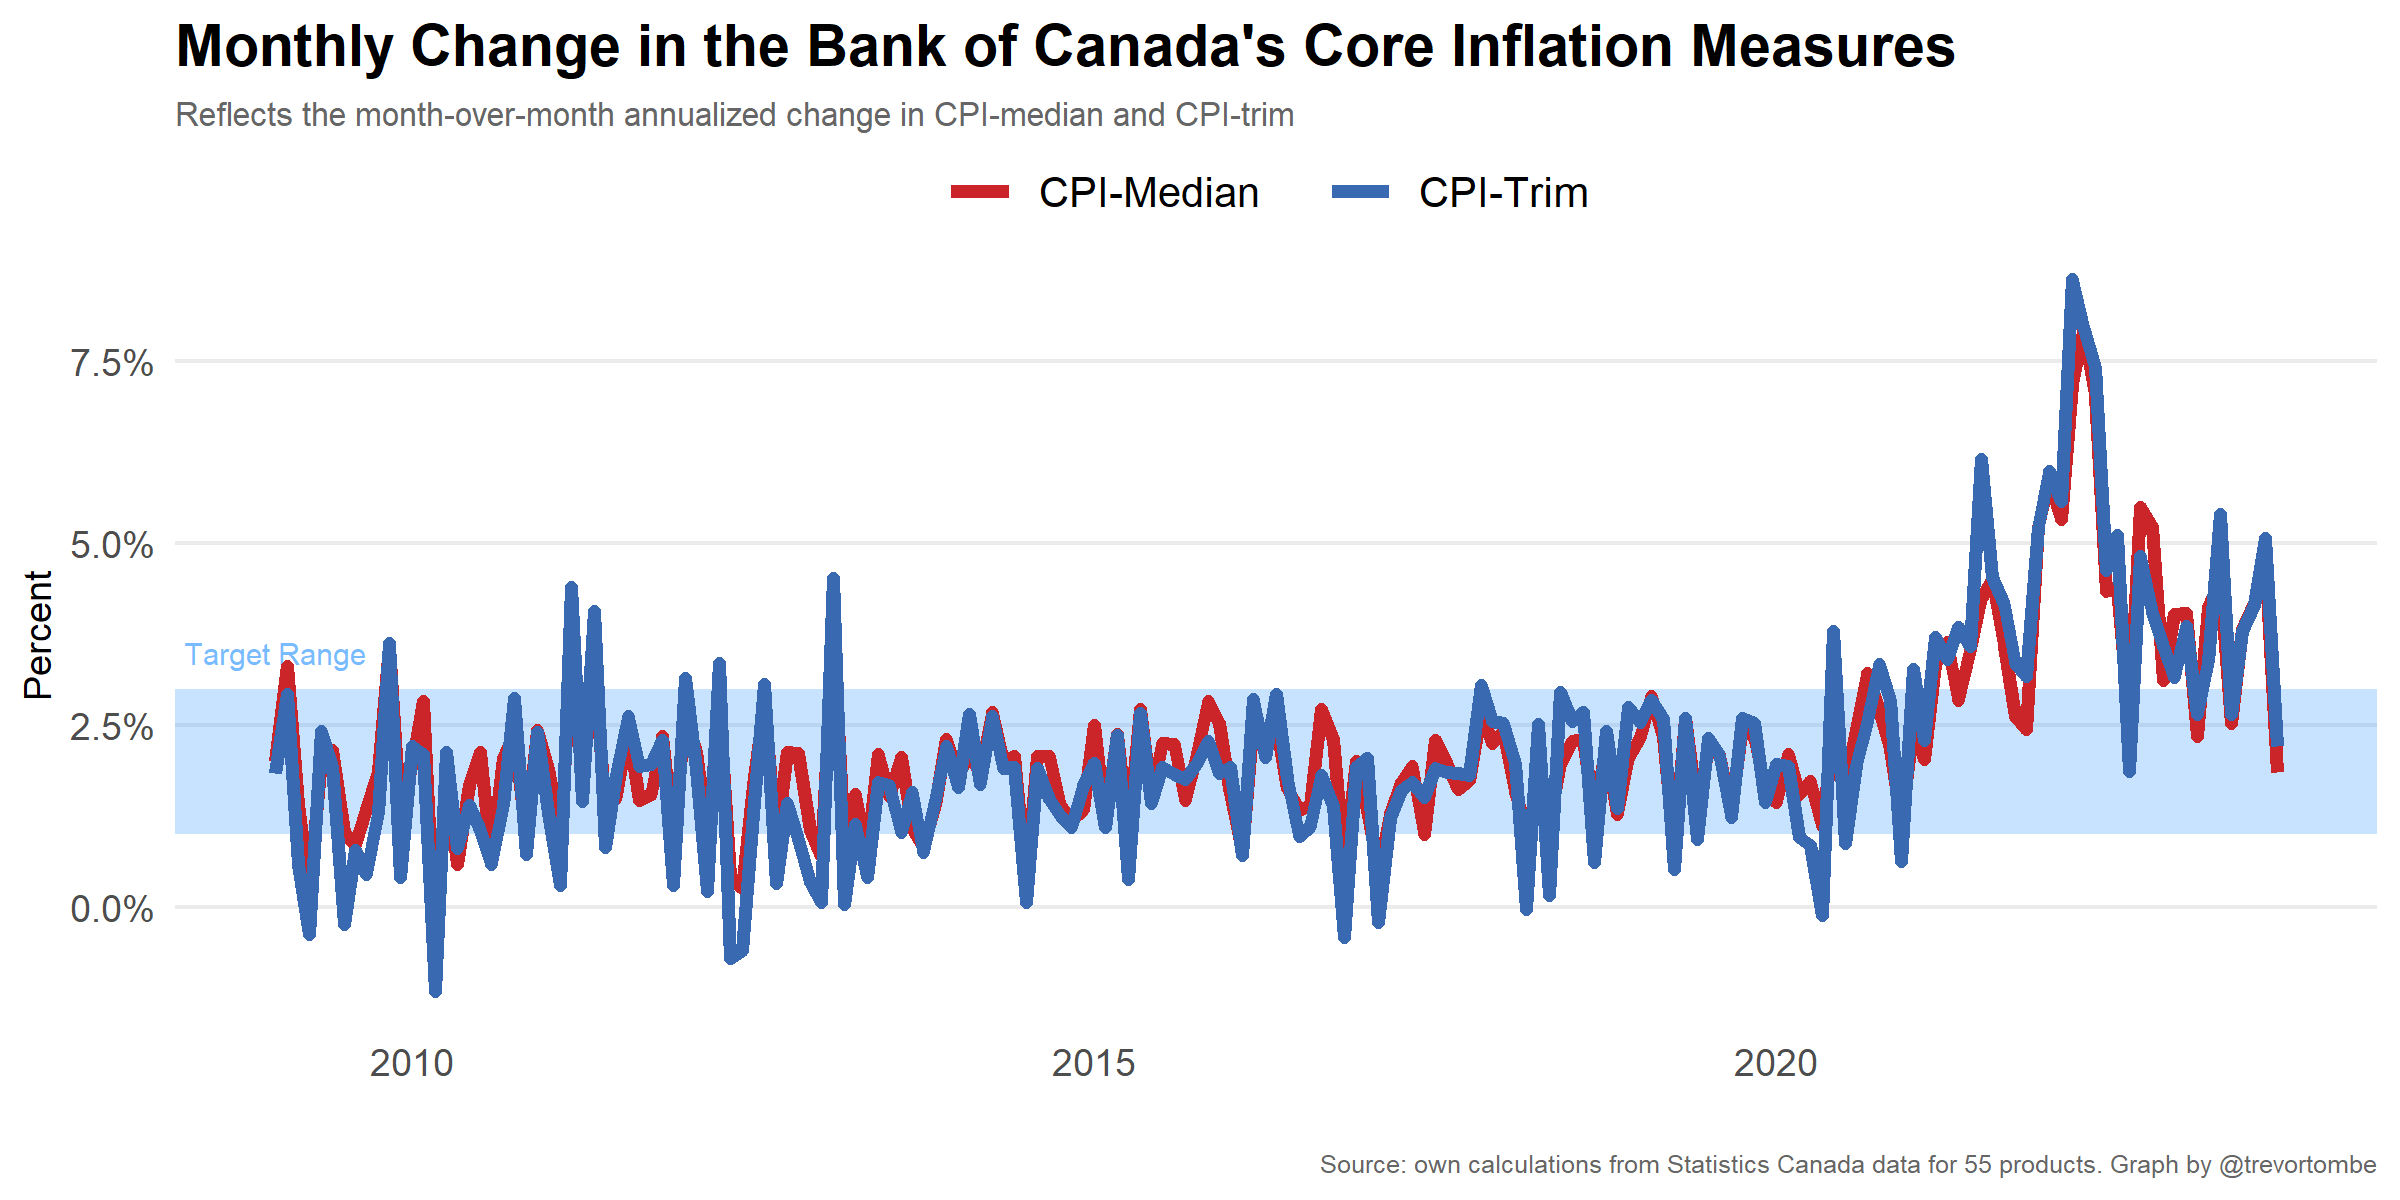 Monthly Change in the Bank of Canada's Core Inflation Measures
Reflects the month-over-month annualized change in CPI-median and CPI-trim
CPI-Median CPI-Trim
7.5%
5.0%
Percent
Target Range
2.5%
0.0%
2010 2015 2020
Source: own calculations from Statistics Canada data for 55 products. Graph by @trevortombe